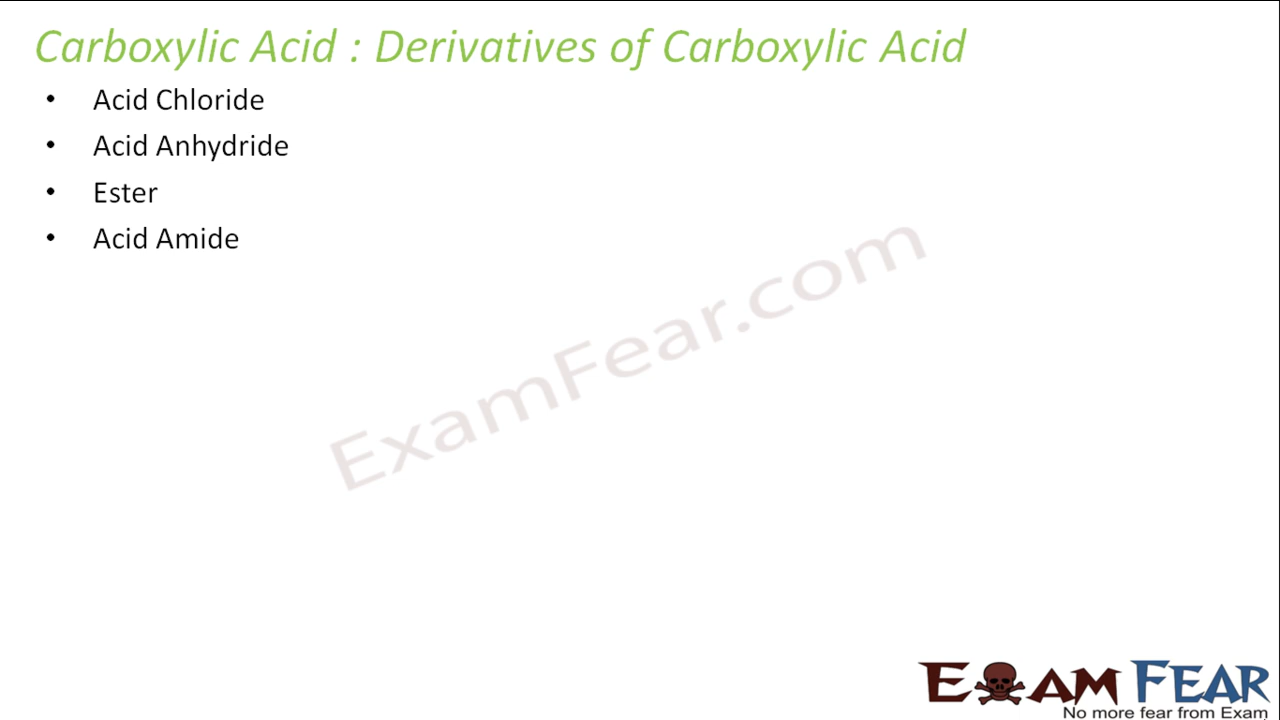 Carboxylic Acid : Derivatives of Carboxylic Acid
• Acid Chloride
• Acid Anhydride
• Ester
• Acid Amide
ExamFear.com
EXAM FEAR
No more fear from Exam